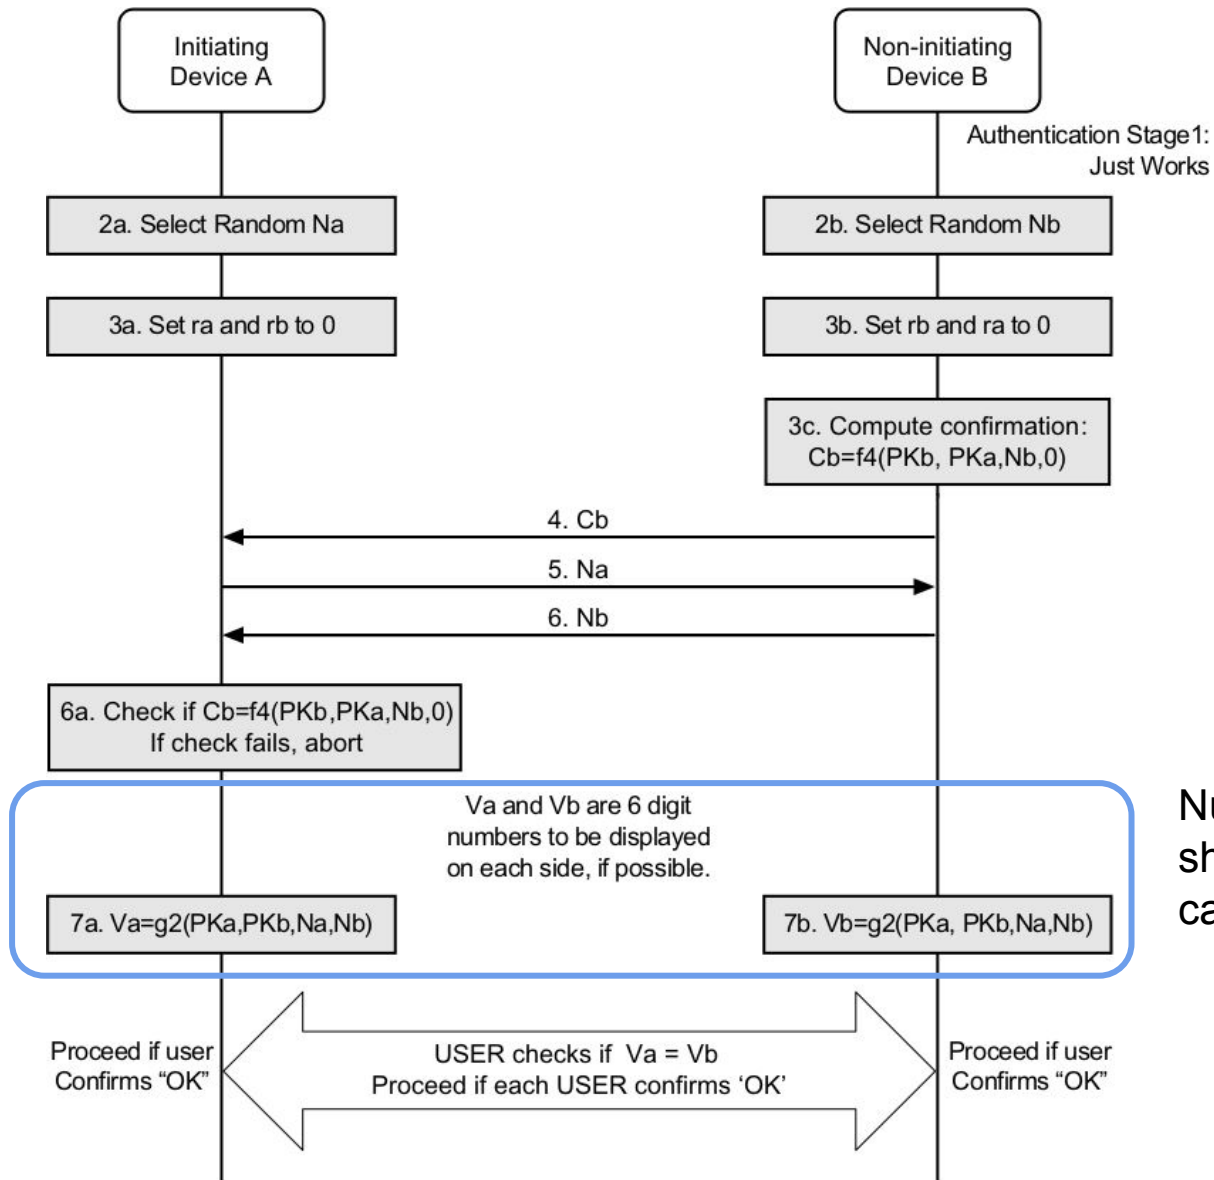 Initiating
Device A
Non-initiating
Device B
Authentication Stage1:
Just Works
2a. Select Random Na
2b. Select Random Nb
3a. Set ra and rb to 0
3b. Set rb and ra to 0
3c. Compute confirmation:
Cb=f4(PKb, PKa,Nb,0)
4. Cb
5. Na
6. Nb
6a. Check if Cb=f4(PKb,PKa,Nb,0)
If check fails, abort
Va and Vb are 6 digit
numbers to be displayed
on each side, if possible.
7a. Va=g2(PKa,PKb,Na,Nb)
7b. Vb=g2(PKa, PKb,Na,Nb)
Proceed if user
Confirms “OK”
USER checks if Va = Vb
Proceed if each USER confirms ‘OK’
Proceed if user
Confirms “OK”